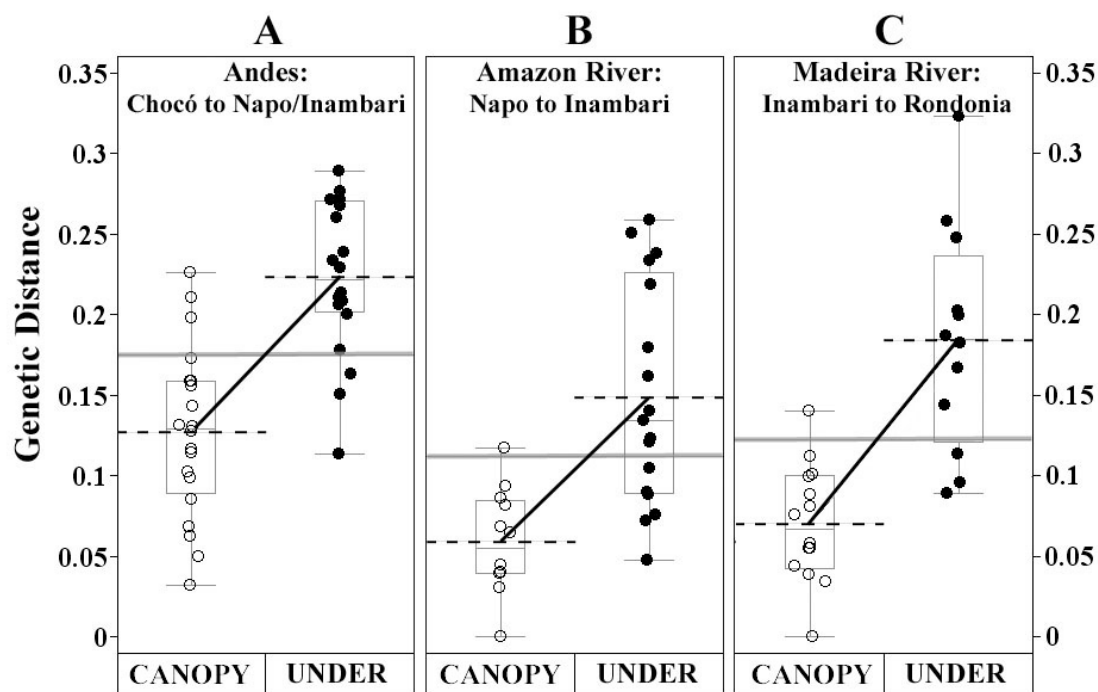 A
B
C
Andes:
Chocó to Napo/Inambari
Amazon River:
Napo to Inambari
Madeira River:
Inambari to Rondonia
Genetic Distance
0.35
0.3
0.25
0.2
0.15
0.1
0.05
0
0.35
0.3
0.25
0.2
0.15
0.1
0.05
0
CANOPY
UNDER
CANOPY
UNDER
CANOPY
UNDER